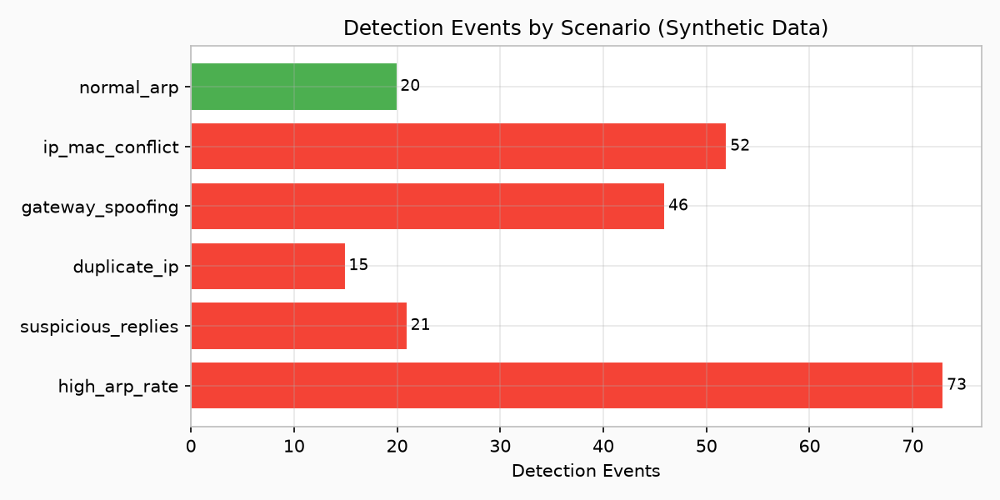 Detection Events by Scenario (Synthetic Data)
normal_arp 20
ip_mac_conflict 52
gateway_spoofing 46
duplicate_ip 15
suspicious_replies 21
high_arp_rate 73
0 10 20 30 40 50 60 70
Detection Events